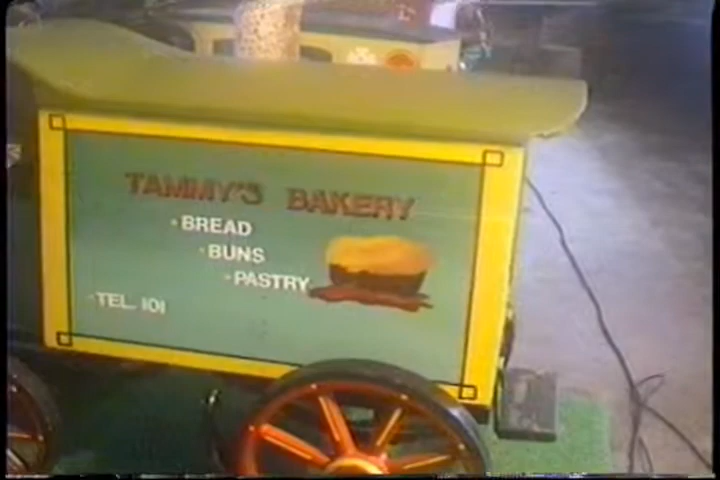 TAMMY'S BAKERY
• BREAD
• BUNS
• PASTRY
• TEL. 101